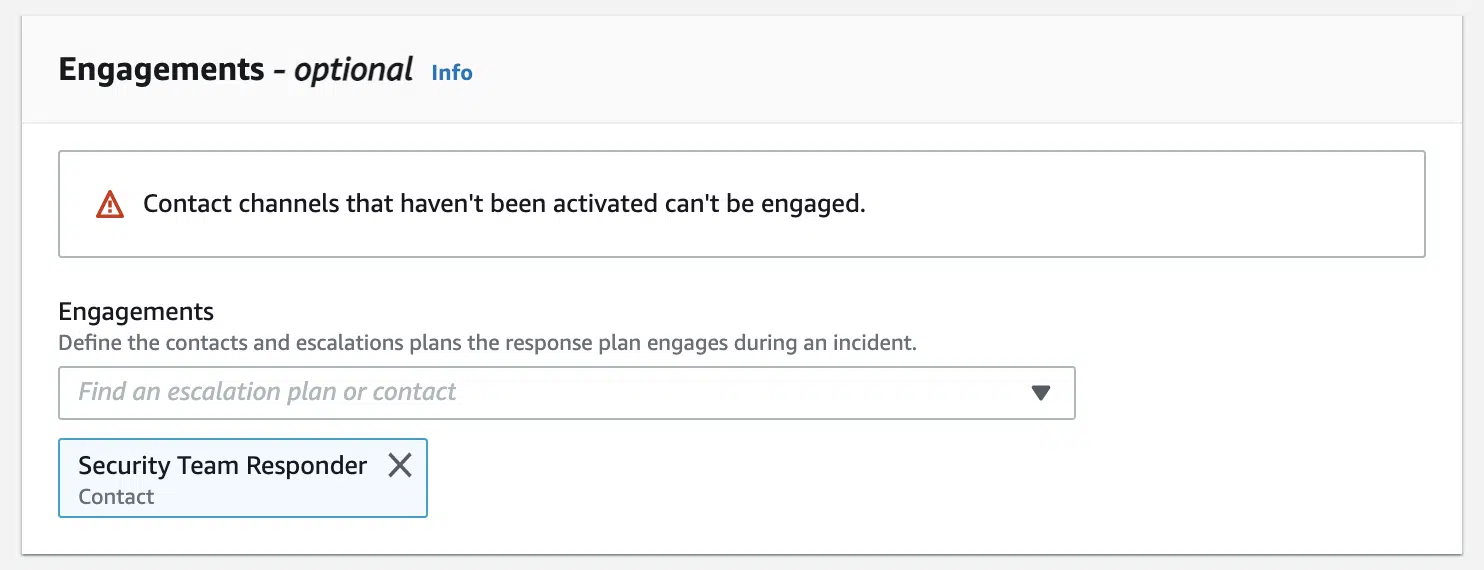 Engagements - optional Info
Contact channels that haven't been activated can't be engaged.
Engagements
Define the contacts and escalations plans the response plan engages during an incident.
Find an escalation plan or contact
Security Team Responder
Contact